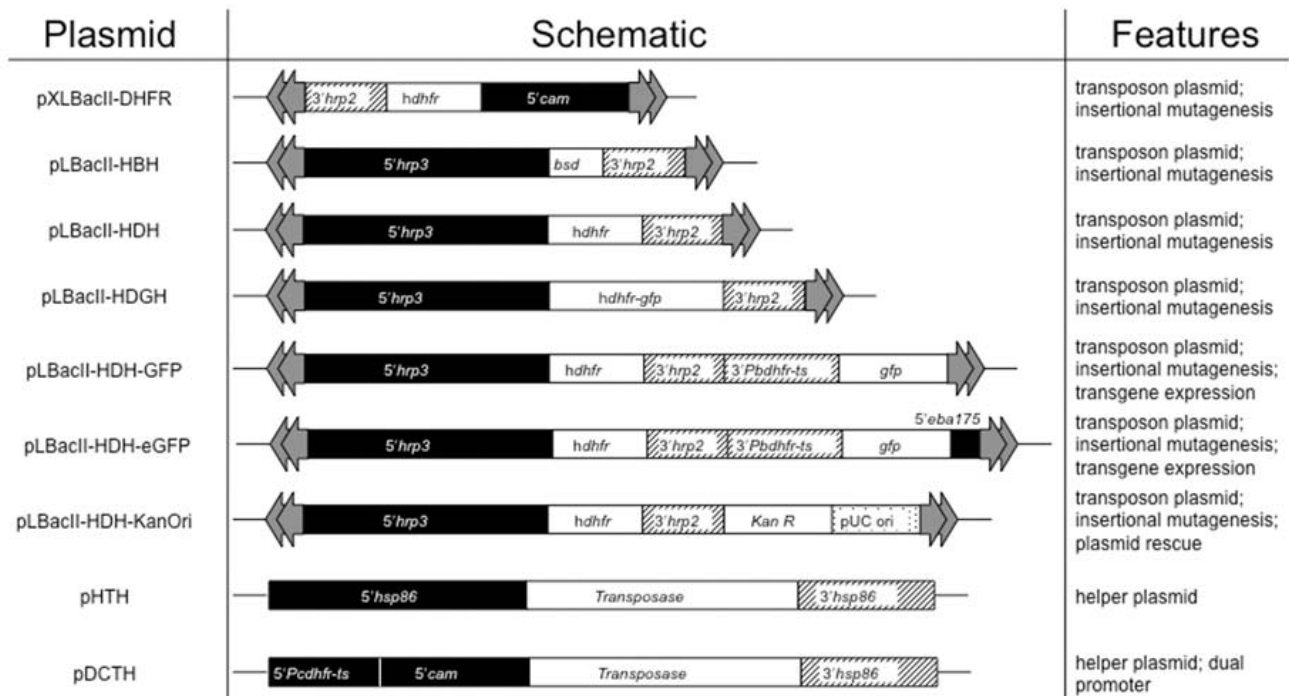 Plasmid Schematic Features
pXLBacII-DHFR 3´hrp2 hdhfr 5´cam transposon plasmid;
insertional mutagenesis
pLBacII-HBH 5´hrp3 bsd 3´hrp2 transposon plasmid;
insertional mutagenesis
pLBacII-HDH 5´hrp3 hdhfr 3´hrp2 transposon plasmid;
insertional mutagenesis
pLBacII-HDGH 5´hrp3 hdhfr-gfp 3´hrp2 transposon plasmid;
insertional mutagenesis
pLBacII-HDH-GFP 5´hrp3 hdhfr 3´hrp2 3´Pbdhfr-ts gfp transposon plasmid;
insertional mutagenesis;
transgene expression
5´eba175
pLBacII-HDH-eGFP 5´hrp3 hdhfr 3´hrp2 3´Pbdhfr-ts gfp transposon plasmid;
insertional mutagenesis;
transgene expression
pLBacII-HDH-KanOri 5´hrp3 hdhfr 3´hrp2 Kan R pUC ori transposon plasmid;
insertional mutagenesis;
plasmid rescue
pHTH 5´hsp86 Transposase 3´hsp86 helper plasmid
pDCTH 5´Pcdhfr-ts 5´cam Transposase 3´hsp86 helper plasmid; dual
promoter